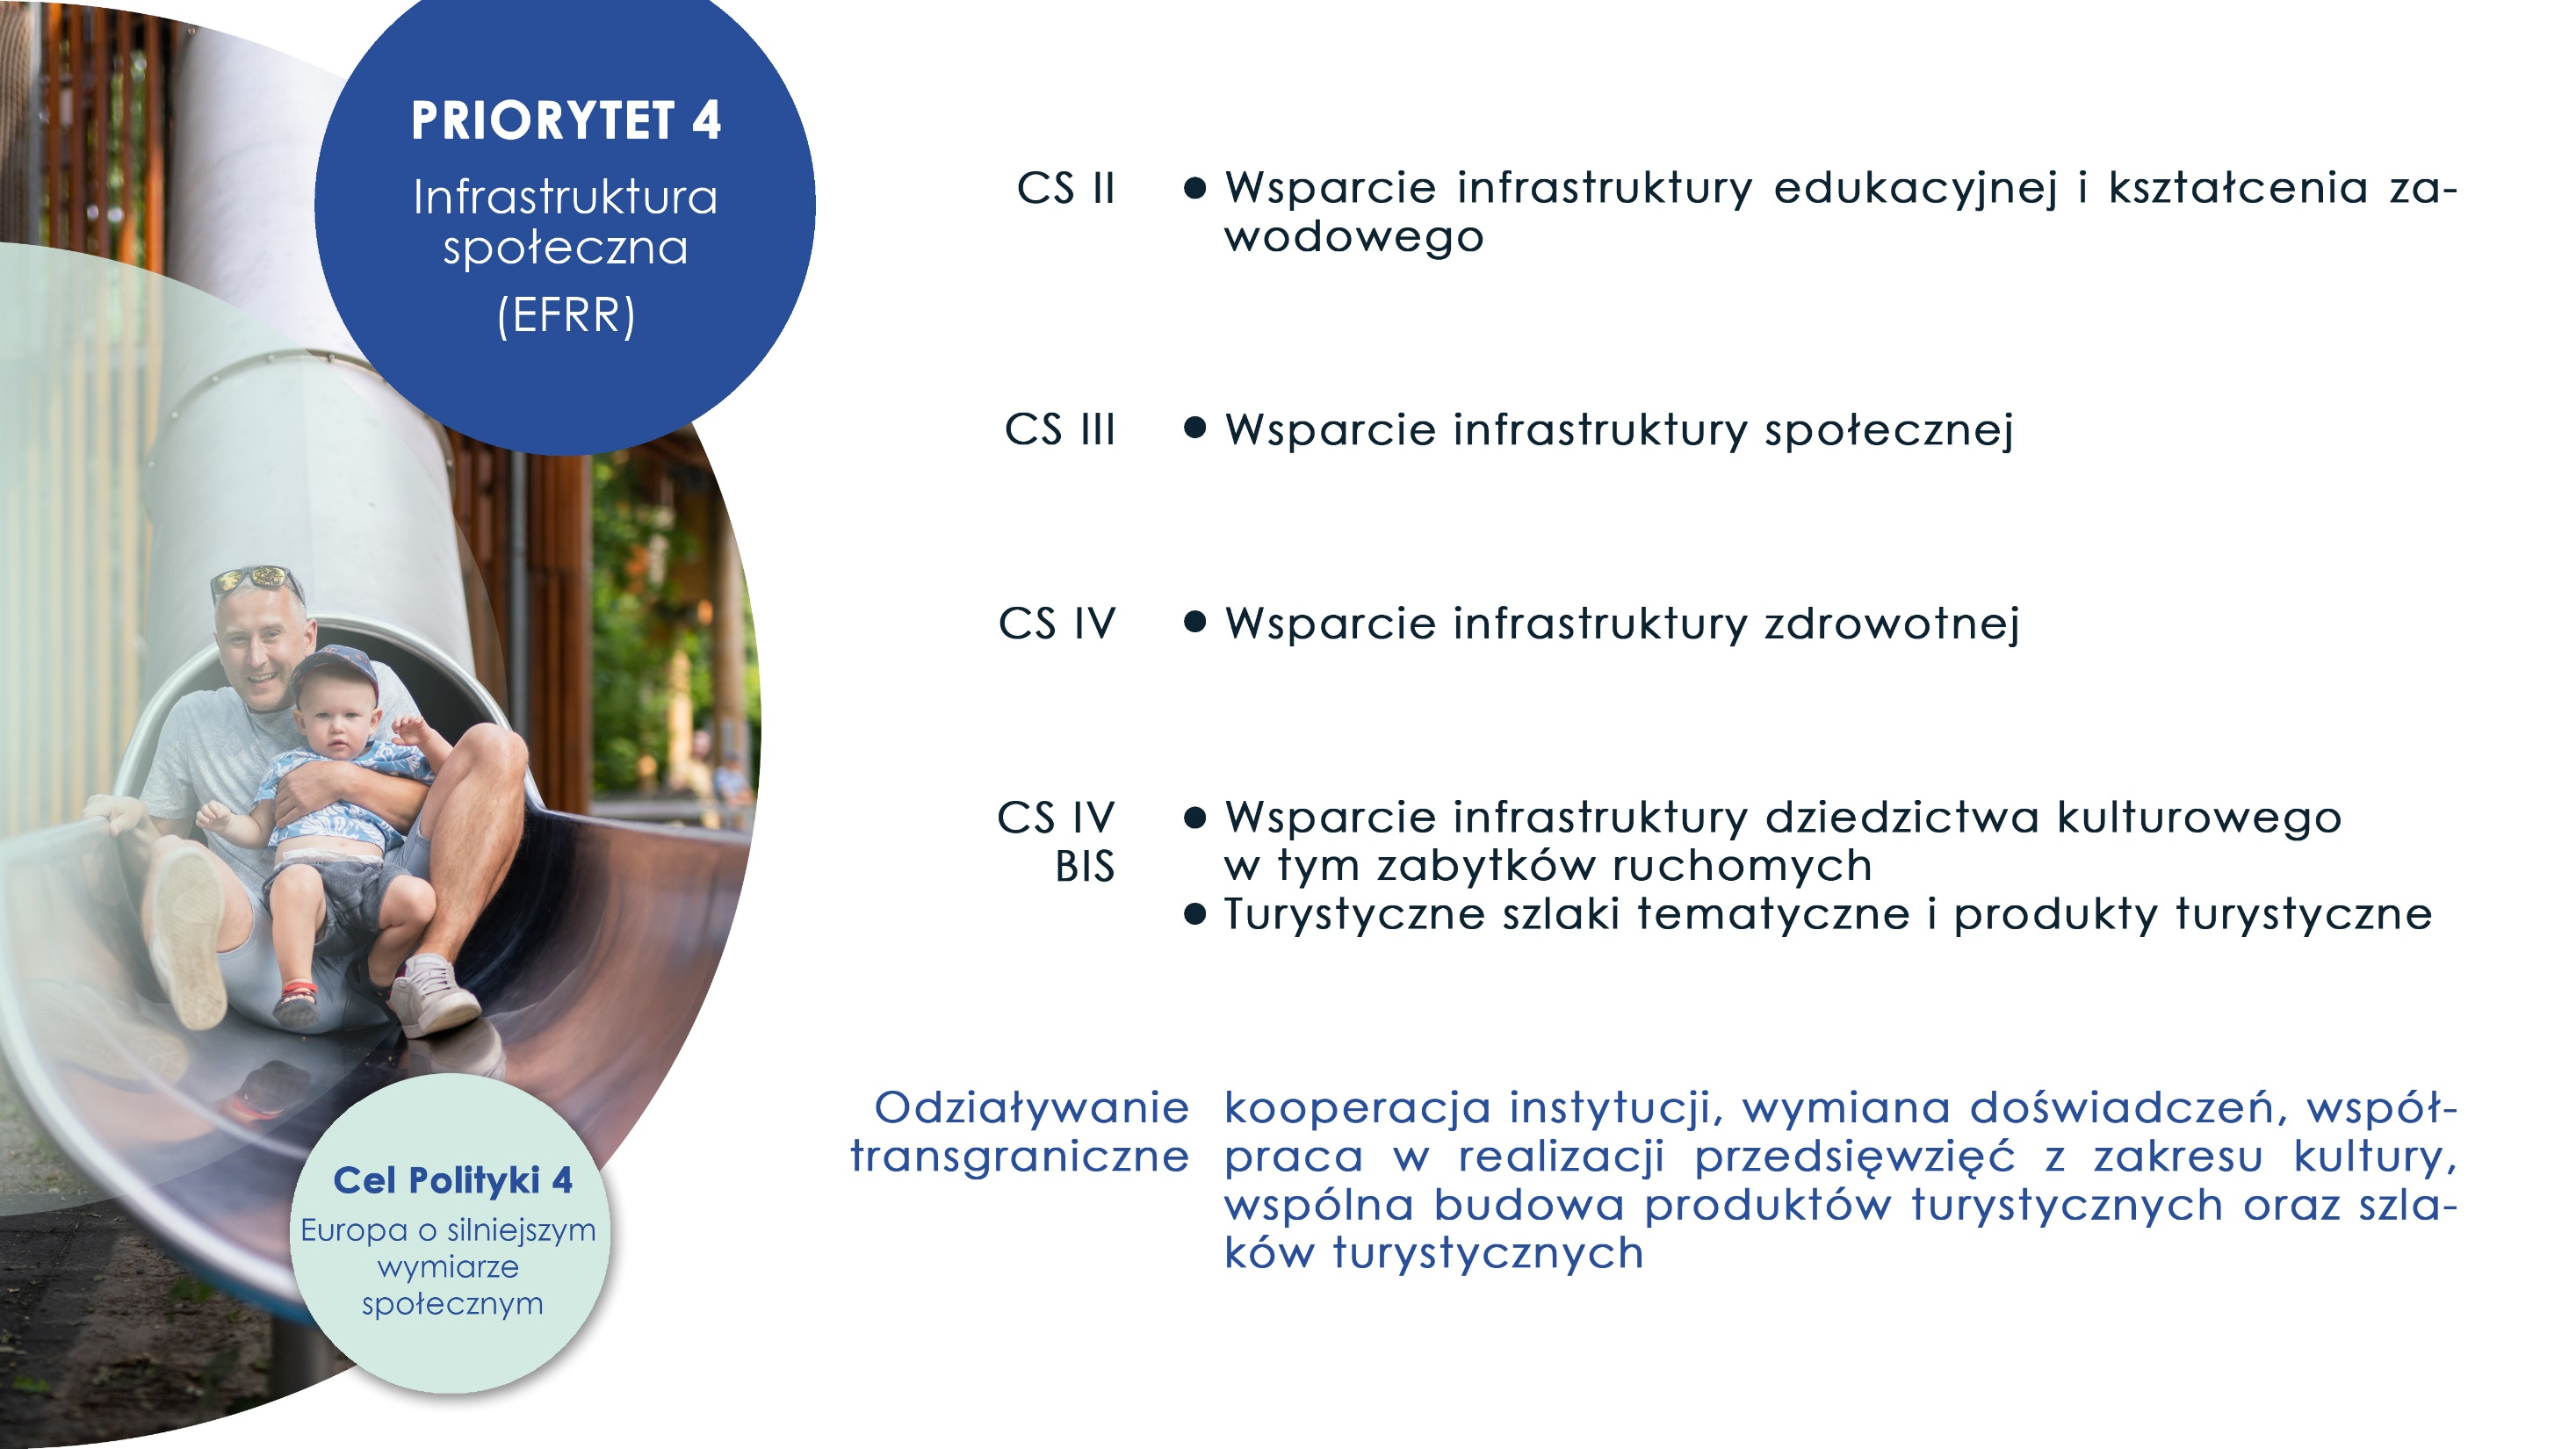 PRIORYTET 4
Infrastruktura
społeczna
(EFRR)
CS II
● Wsparcie infrastruktury edukacyjnej i kształcenia za-
wodowego
CS III
● Wsparcie infrastruktury społecznej
CS IV
● Wsparcie infrastruktury zdrowotnej
CS IV
BIS
● Wsparcie infrastruktury dziedzictwa kulturowego
w tym zabytków ruchomych
● Turystyczne szlaki tematyczne i produkty turystyczne
Odziaływanie
transgraniczne
kooperacja instytucji, wymiana doświadczeń, współ-
praca w realizacji przedsięwzięć z zakresu kultury,
wspólna budowa produktów turystycznych oraz szla-
ków turystycznych
Cel Polityki 4
Europa o silniejszym
wymiarze
społecznym